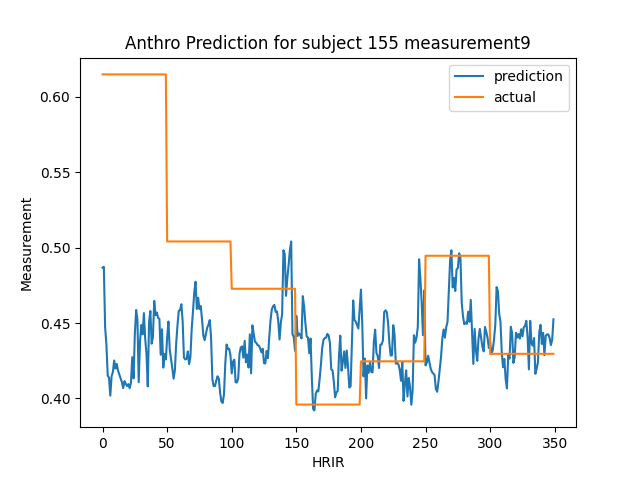 Anthro Prediction for subject 155 measurement9
prediction
actual
Measurement
0.60
0.55
0.50
0.45
0.40
0 50 100 150 200 250 300 350
HRIR